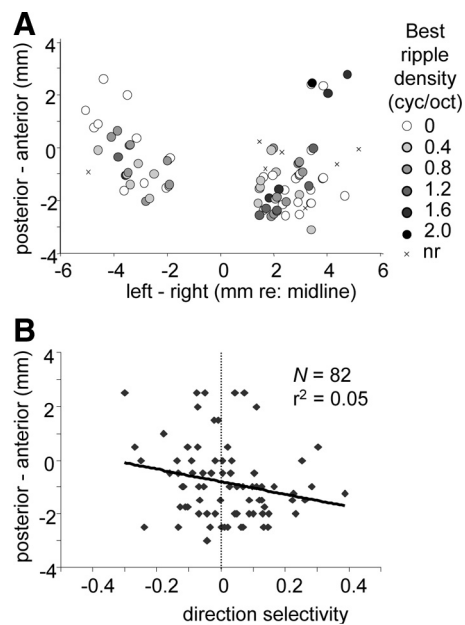 A
Best
ripple
density
(cyc/oct)
0
0.4
0.8
1.2
1.6
2.0
nr
posterior - anterior (mm)
4
2
0
-2
-4
-6 -4 -2 0 2 4 6
left - right (mm re: midline)
B
posterior - anterior (mm)
4
2
0
-2
-4
N = 82
r² = 0.05
-0.4 -0.2 0 0.2 0.4
direction selectivity